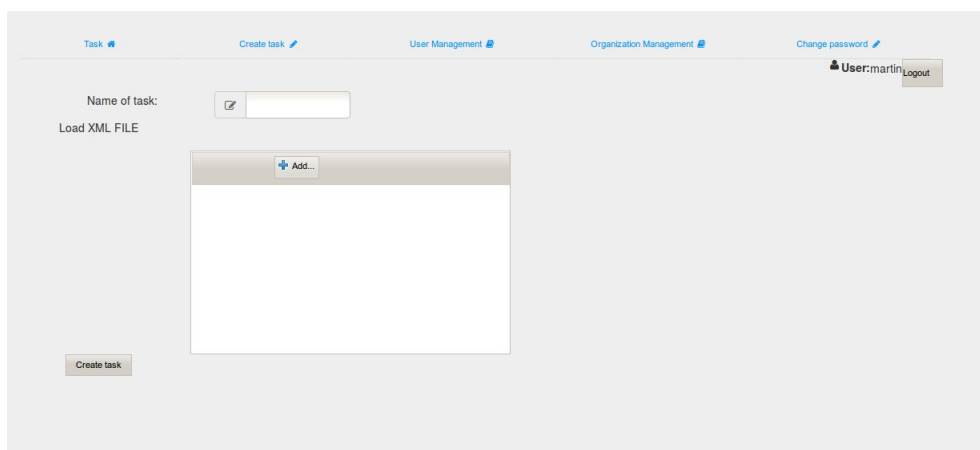 Task Create task User Management Organization Management Change password
User:martin Logout
Name of task:
Load XML FILE
Add...
Create task